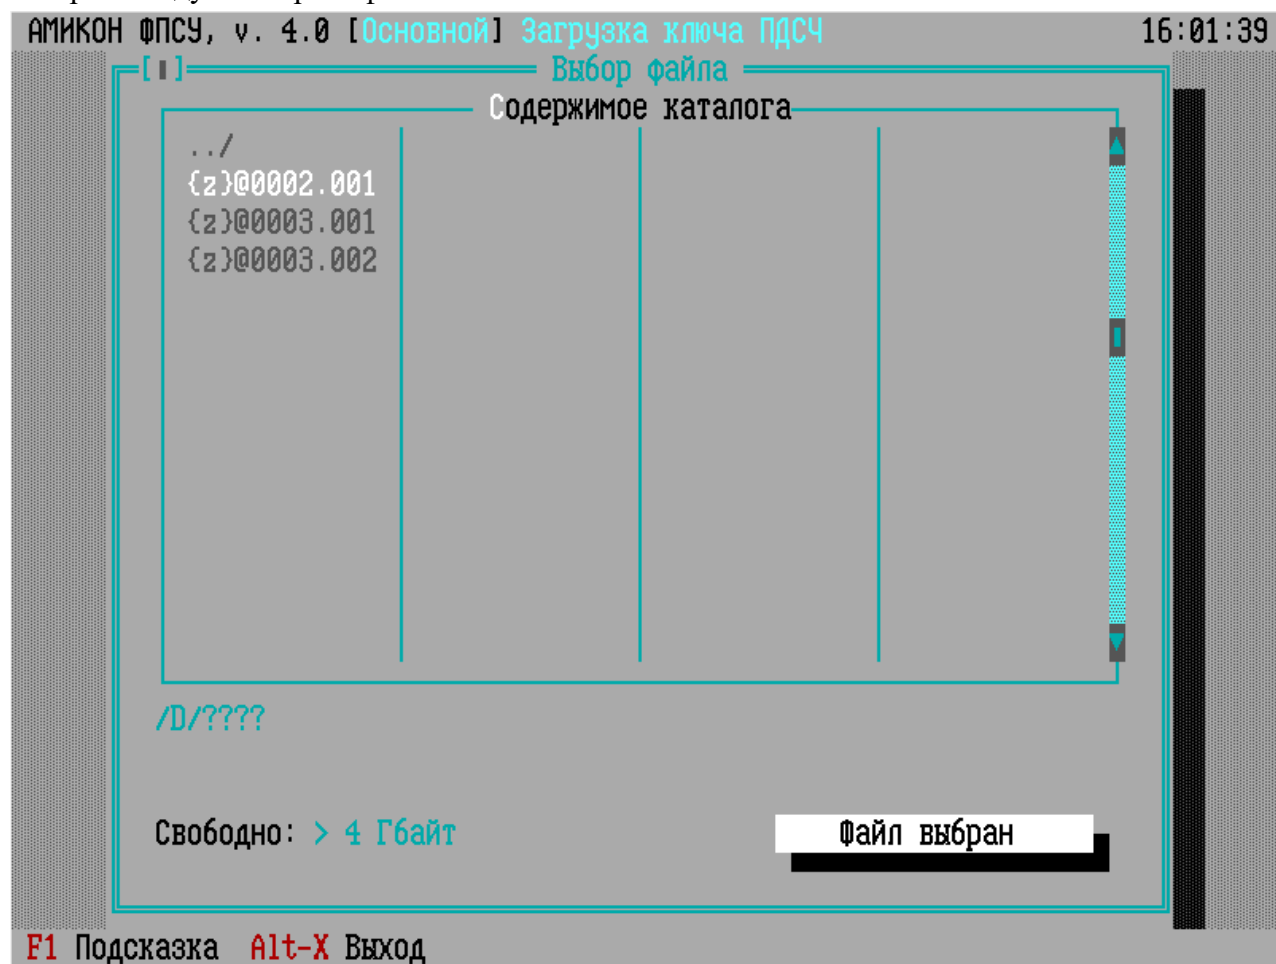 АМИКОН ФПСУ, v. 4.0 [Основной] Загрузка ключа ПДСЧ 16:01:39
Выбор файла
Содержимое каталога
../
{z}@0002.001
{z}@0003.001
{z}@0003.002
/D/????
Свободно: > 4 Гбайт
Файл выбран
F1 Подсказка Alt-X Выход